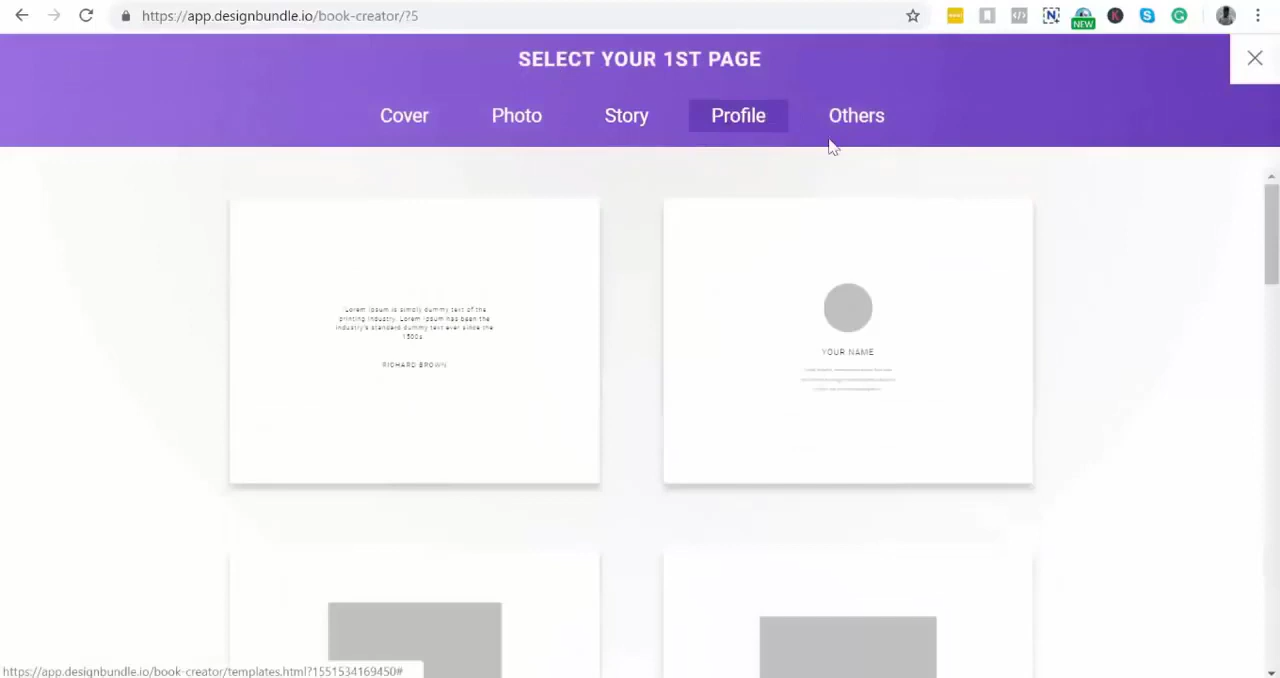 https://app.designbundle.io/book-creator/?5
NEW
SELECT YOUR 1ST PAGE
Cover Photo Story Profile Others
Lorem Ipsum is simply dummy text of the
printing industry. Lorem Ipsum has been the
industry's standard dummy text ever since the
1500s
RICHARD BROWN
YOUR NAME
https://app.designbundle.io/book-creator/templates.html?1551534169450#